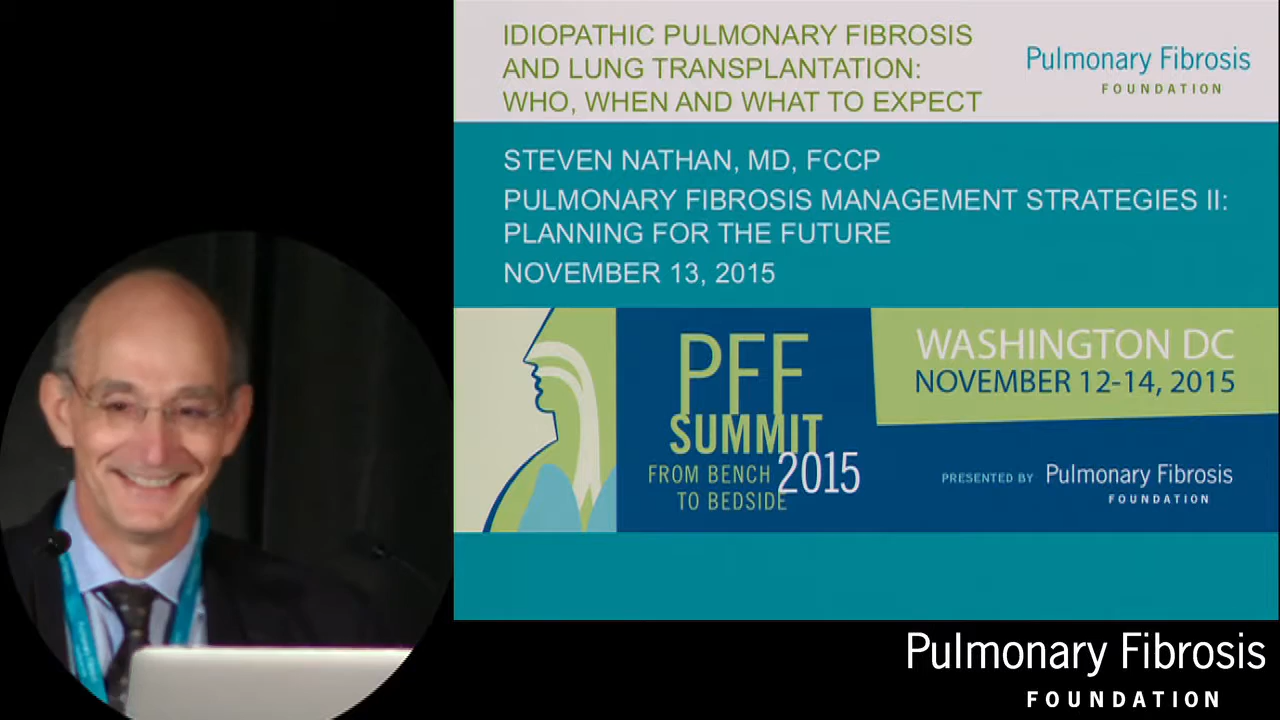 IDIOPATHIC PULMONARY FIBROSIS
AND LUNG TRANSPLANTATION:
WHO, WHEN AND WHAT TO EXPECT
Pulmonary Fibrosis
FOUNDATION
STEVEN NATHAN, MD, FCCP
PULMONARY FIBROSIS MANAGEMENT STRATEGIES II:
PLANNING FOR THE FUTURE
NOVEMBER 13, 2015
PFF
SUMMIT
2015
FROM BENCH
TO BEDSIDE
WASHINGTON DC
NOVEMBER 12-14, 2015
PRESENTED BY Pulmonary Fibrosis
FOUNDATION
Pulmonary Fibrosis
FOUNDATION